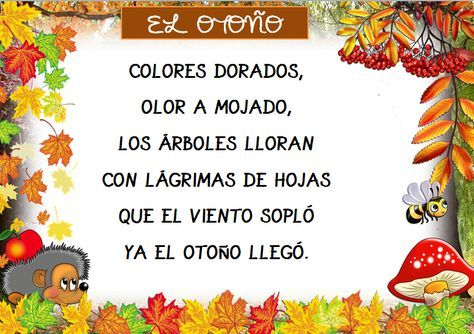 EL OTOÑO
COLORES DORADOS,
OLOR A MOJADO,
LOS ÁRBOLES LLORAN
CON LÁGRIMAS DE HOJAS
QUE EL VIENTO SOPLÓ
YA EL OTOÑO LLEGÓ.